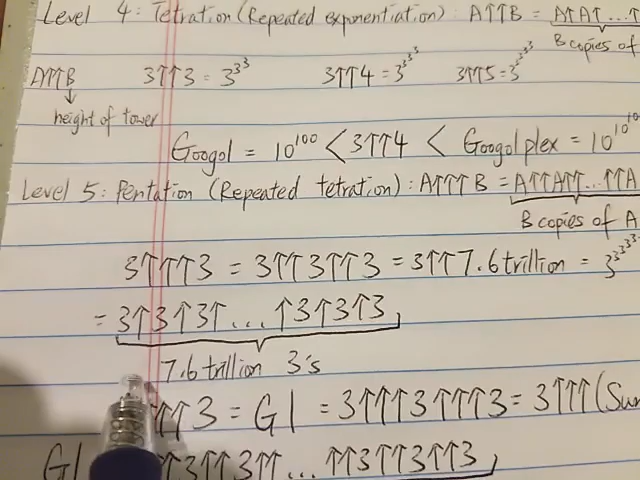 Level 4: Tetration (Repeated exponentiation): A↑↑B = A↑A↑...↑
B copies of
A↑↑B 3↑↑3 = 3^3^3 3↑↑4 = 3^3^3^3 3↑↑5 = 3^3^3^3^3
height of tower
Googol = 10^100 < 3↑↑4 < Googolplex = 10^10^10
Level 5: Pentation (Repeated tetration): A↑↑↑B = A↑↑A↑↑...↑↑A
B copies of A
3↑↑↑3 = 3↑↑3↑↑3 = 3↑↑7.6 trillion = 3^3^3^3^3
= 3↑3↑3↑...↑3↑3↑3
7.6 trillion 3's
↑↑3 = G1 = 3↑↑↑3↑↑↑3 = 3↑↑↑(Sun
G1 ↑3↑↑3↑↑...↑↑3↑↑3↑↑3